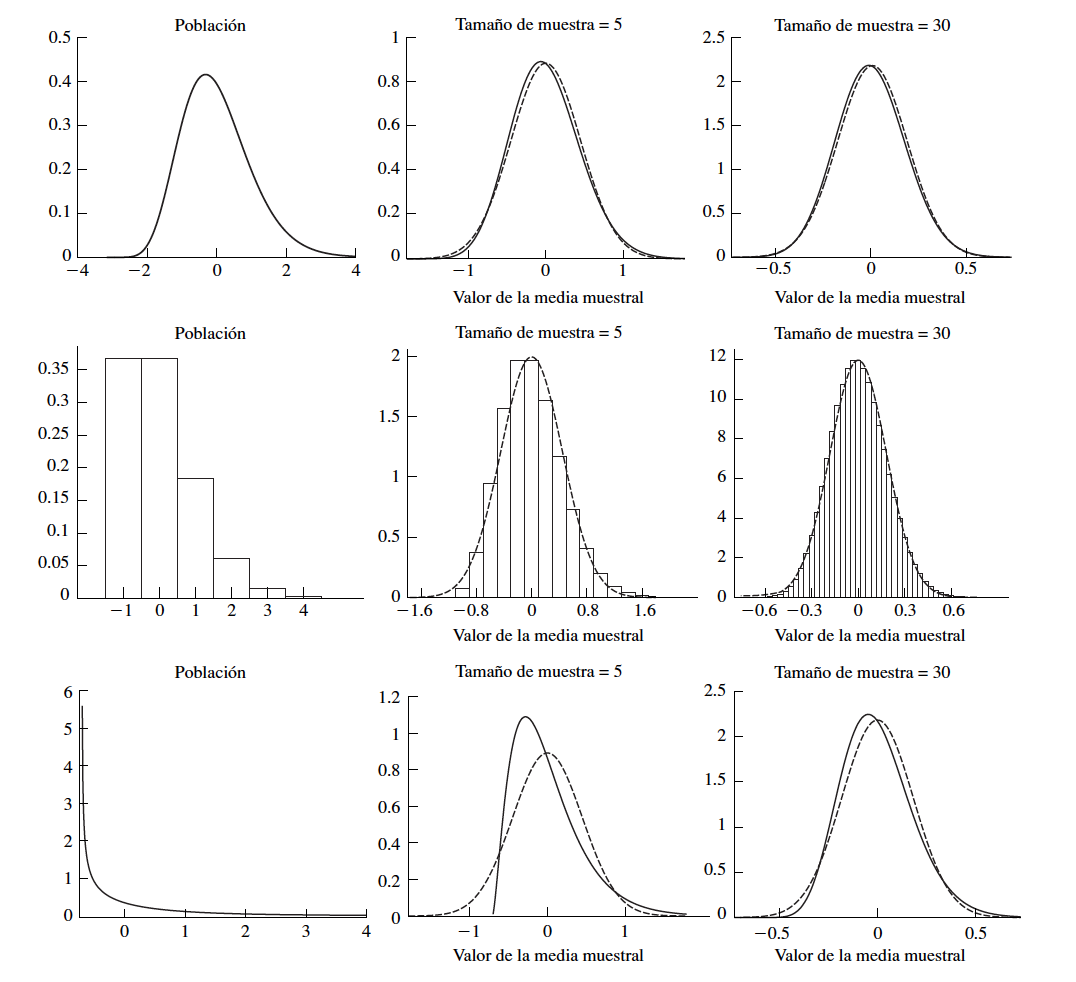 Población
0.5
0.4
0.3
0.2
0.1
0
−4 −2 0 2 4
Tamaño de muestra = 5
1
0.8
0.6
0.4
0.2
0
−1 0 1
Valor de la media muestral
Tamaño de muestra = 30
2.5
2
1.5
1
0.5
0
−0.5 0 0.5
Valor de la media muestral
Población
0.35
0.3
0.25
0.2
0.15
0.1
0.05
0
−1 0 1 2 3 4
Tamaño de muestra = 5
2
1.5
1
0.5
0
−1.6 −0.8 0 0.8 1.6
Valor de la media muestral
Tamaño de muestra = 30
12
10
8
6
4
2
0
−0.6 −0.3 0 0.3 0.6
Valor de la media muestral
Población
6
5
4
3
2
1
0
0 1 2 3 4
Tamaño de muestra = 5
1.2
1
0.8
0.6
0.4
0.2
0
−1 0 1
Valor de la media muestral
Tamaño de muestra = 30
2.5
2
1.5
1
0.5
0
−0.5 0 0.5
Valor de la media muestral